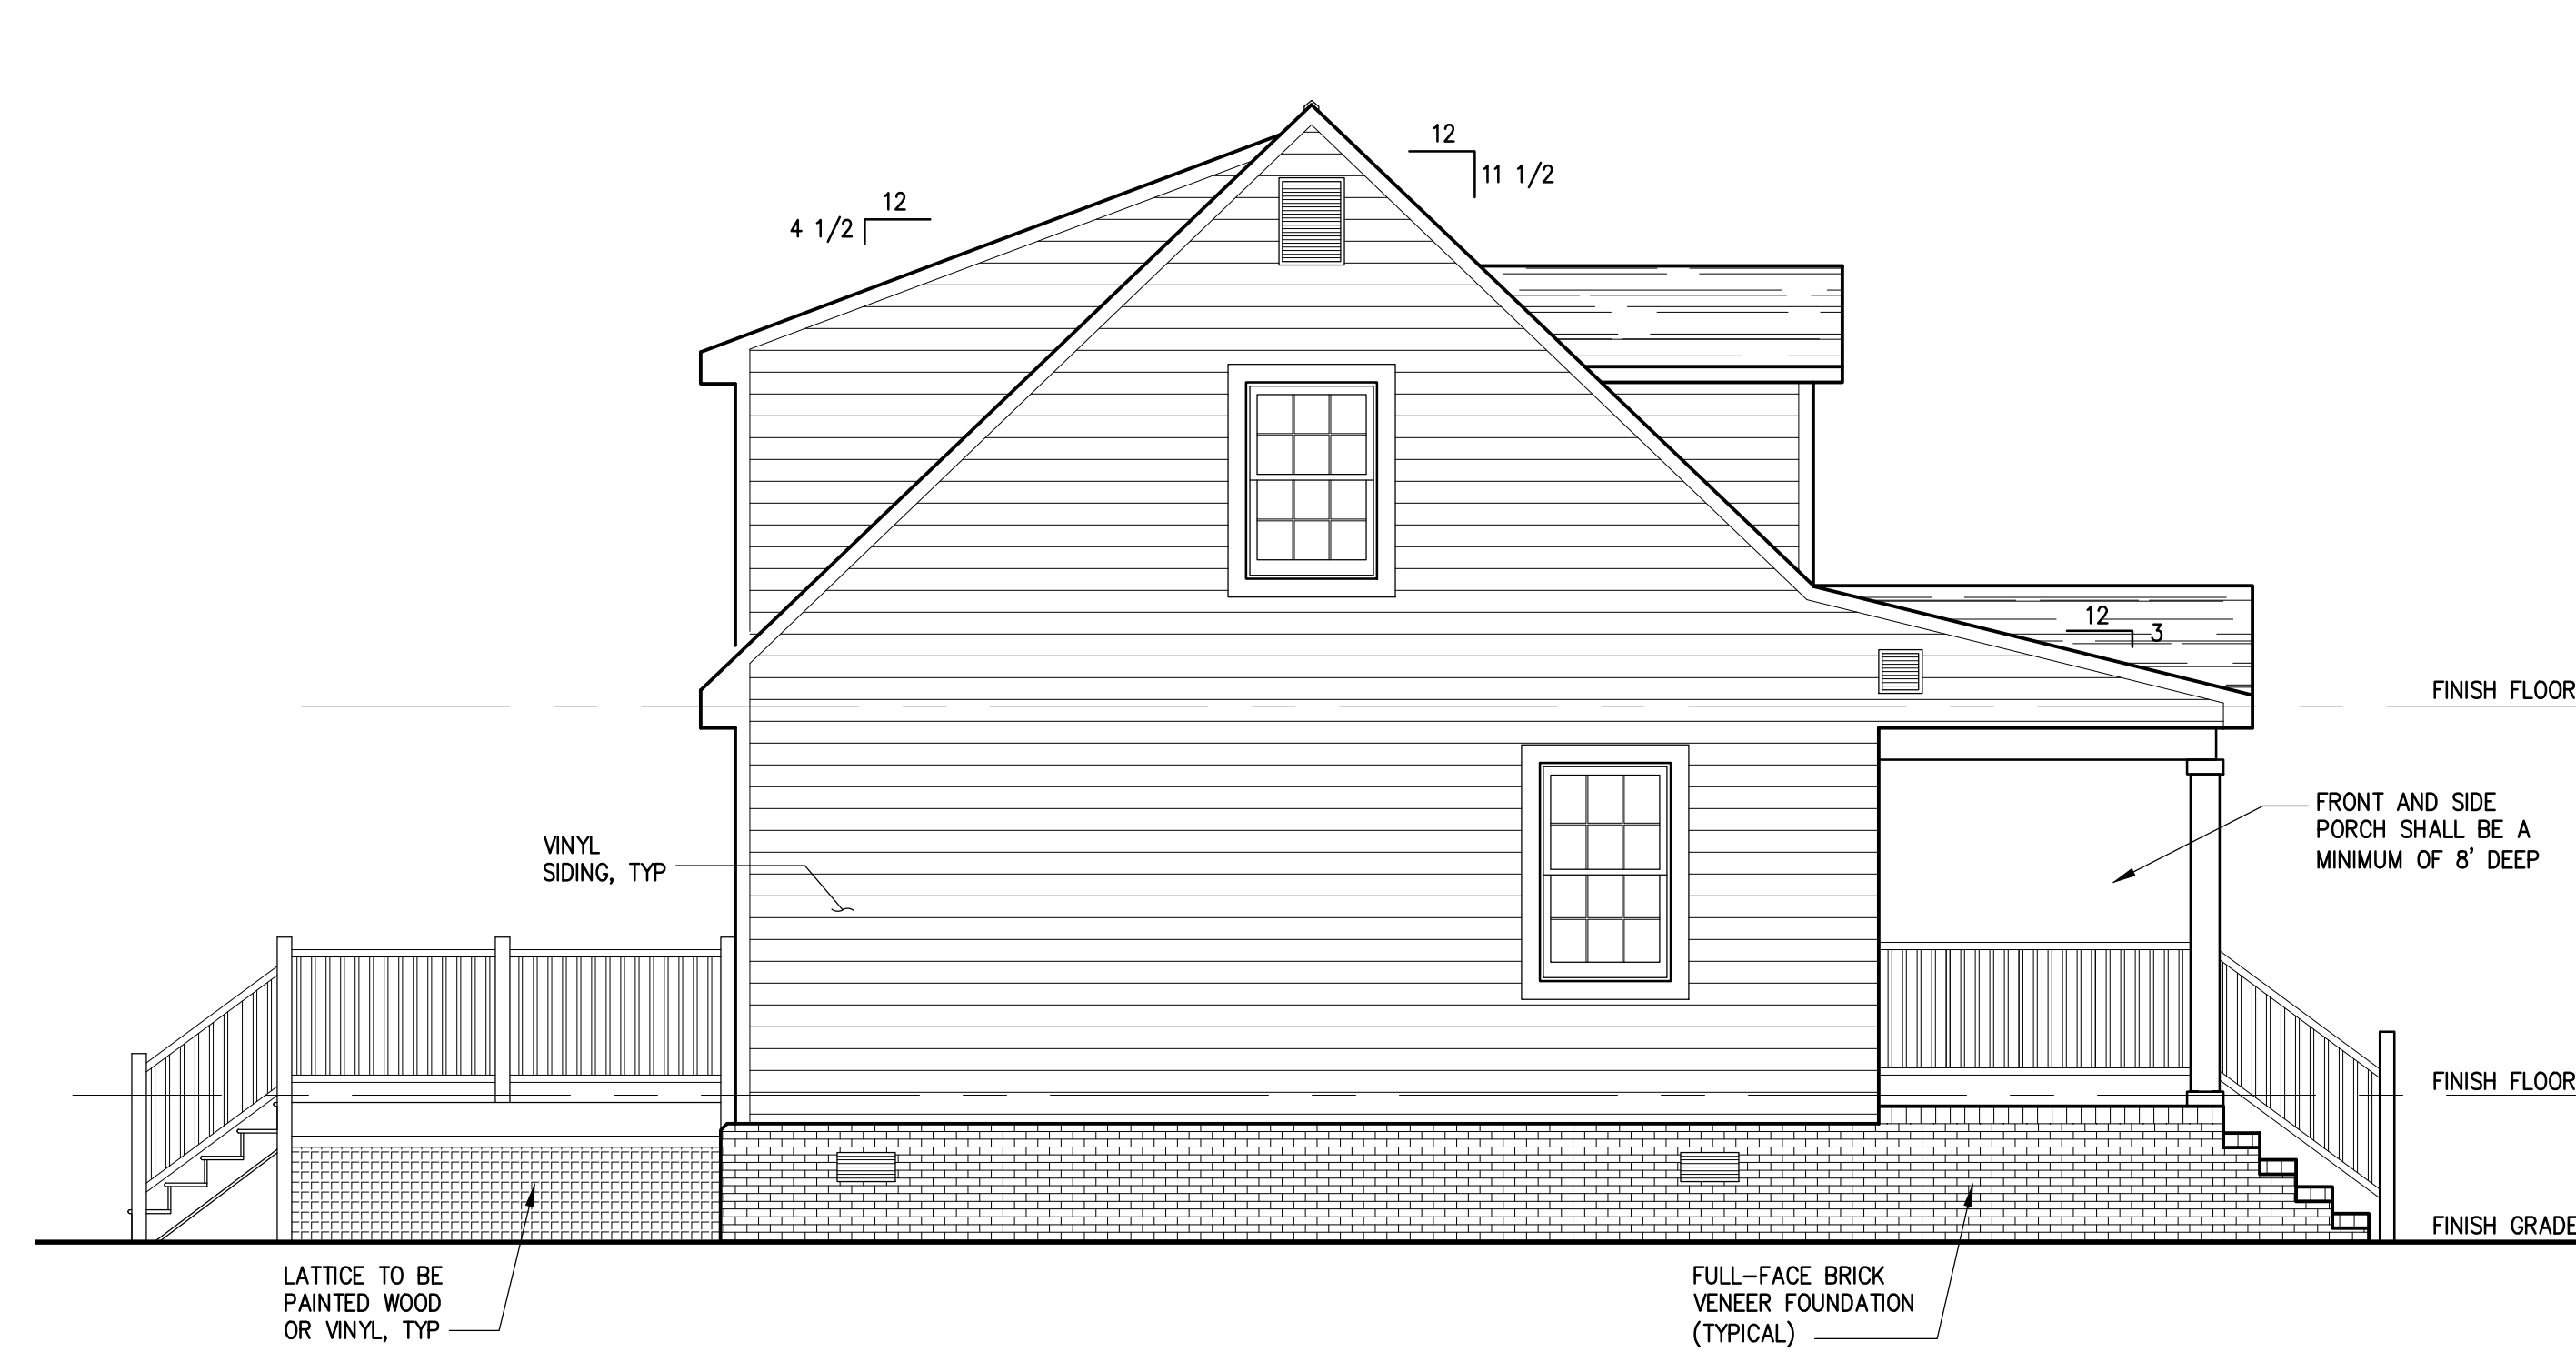 12
11 1/2
12
4 1/2
12
3
FINISH FLOOR
FRONT AND SIDE
PORCH SHALL BE A
MINIMUM OF 8' DEEP
VINYL
SIDING, TYP
FINISH FLOOR
FINISH GRADE
LATTICE TO BE
PAINTED WOOD
OR VINYL, TYP
FULL-FACE BRICK
VENEER FOUNDATION
(TYPICAL)